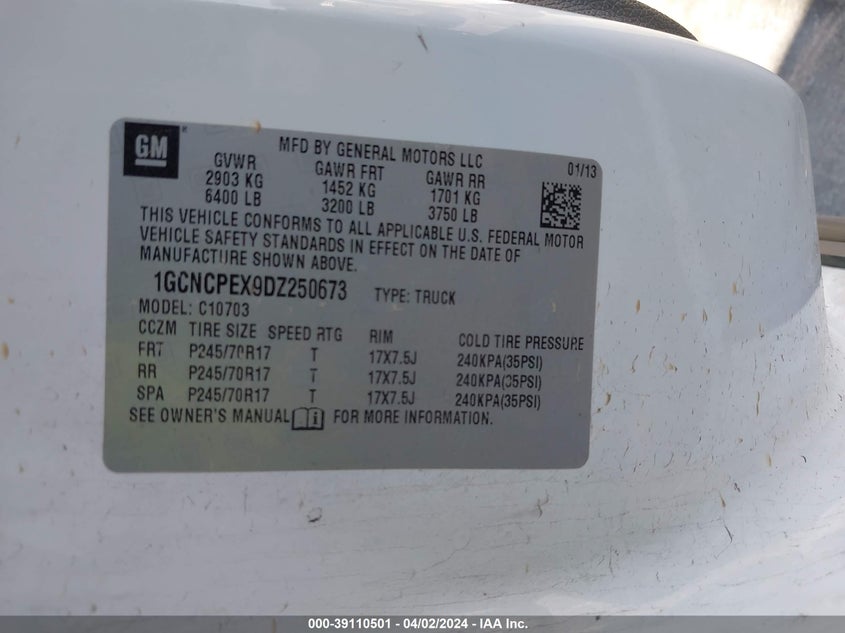 GM
MFD BY GENERAL MOTORS LLC
01/13
GVWR GAWR FRT GAWR RR
2903 KG 1452 KG 1701 KG
6400 LB 3200 LB 3750 LB
THIS VEHICLE CONFORMS TO ALL APPLICABLE U.S. FEDERAL MOTOR
VEHICLE SAFETY STANDARDS IN EFFECT ON THE DATE OF
MANUFACTURE SHOWN ABOVE.
1GCNCPEX9DZ250673 TYPE: TRUCK
MODEL: C10703
CCZM TIRE SIZE SPEED RTG RIM COLD TIRE PRESSURE
FRT P245/70R17 T 17X7.5J 240KPA(35PSI)
RR P245/70R17 T 17X7.5J 240KPA(35PSI)
SPA P245/70R17 T 17X7.5J 240KPA(35PSI)
SEE OWNER'S MANUAL FOR MORE INFORMATION.
000-39110501 - 04/02/2024 - IAA Inc.